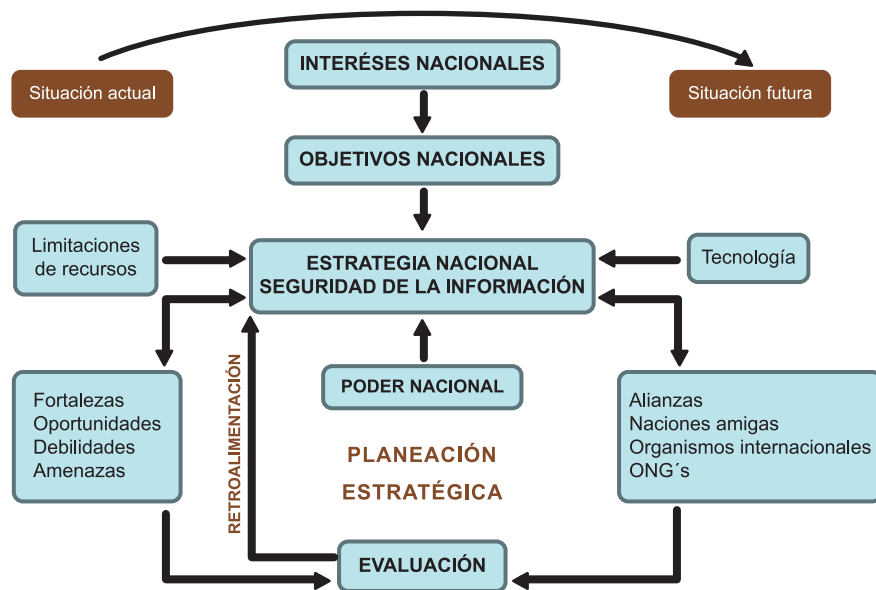 INTERÉSES NACIONALES
Situación actual
Situación futura
OBJETIVOS NACIONALES
Limitaciones
de recursos
ESTRATEGIA NACIONAL
SEGURIDAD DE LA INFORMACIÓN
Tecnología
RETROALIMENTACIÓN
PODER NACIONAL
Fortalezas
Oportunidades
Debilidades
Amenazas
Alianzas
Naciones amigas
Organismos internacionales
ONG´s
PLANEACIÓN
ESTRATÉGICA
EVALUACIÓN